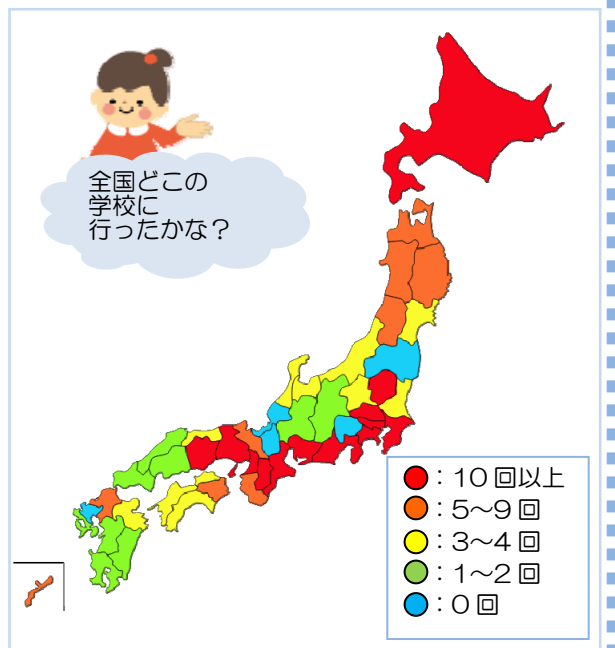 全国どこの
学校に
行ったかな？
：10回以上
：5～9回
：3～4回
：1～2回
：0回